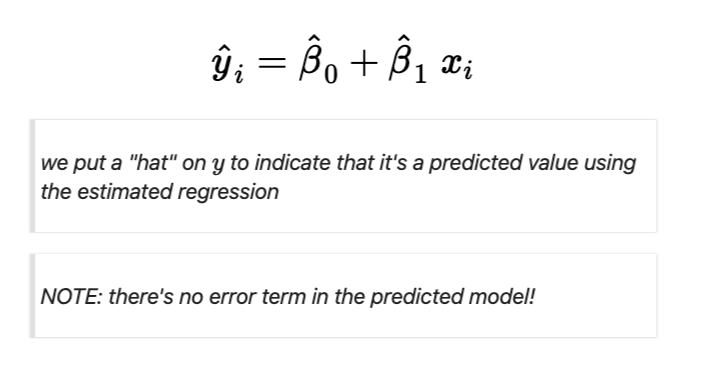 ŷᵢ = β̂₀ + β̂₁ xᵢ
we put a "hat" on y to indicate that it's a predicted value using
the estimated regression
NOTE: there's no error term in the predicted model!